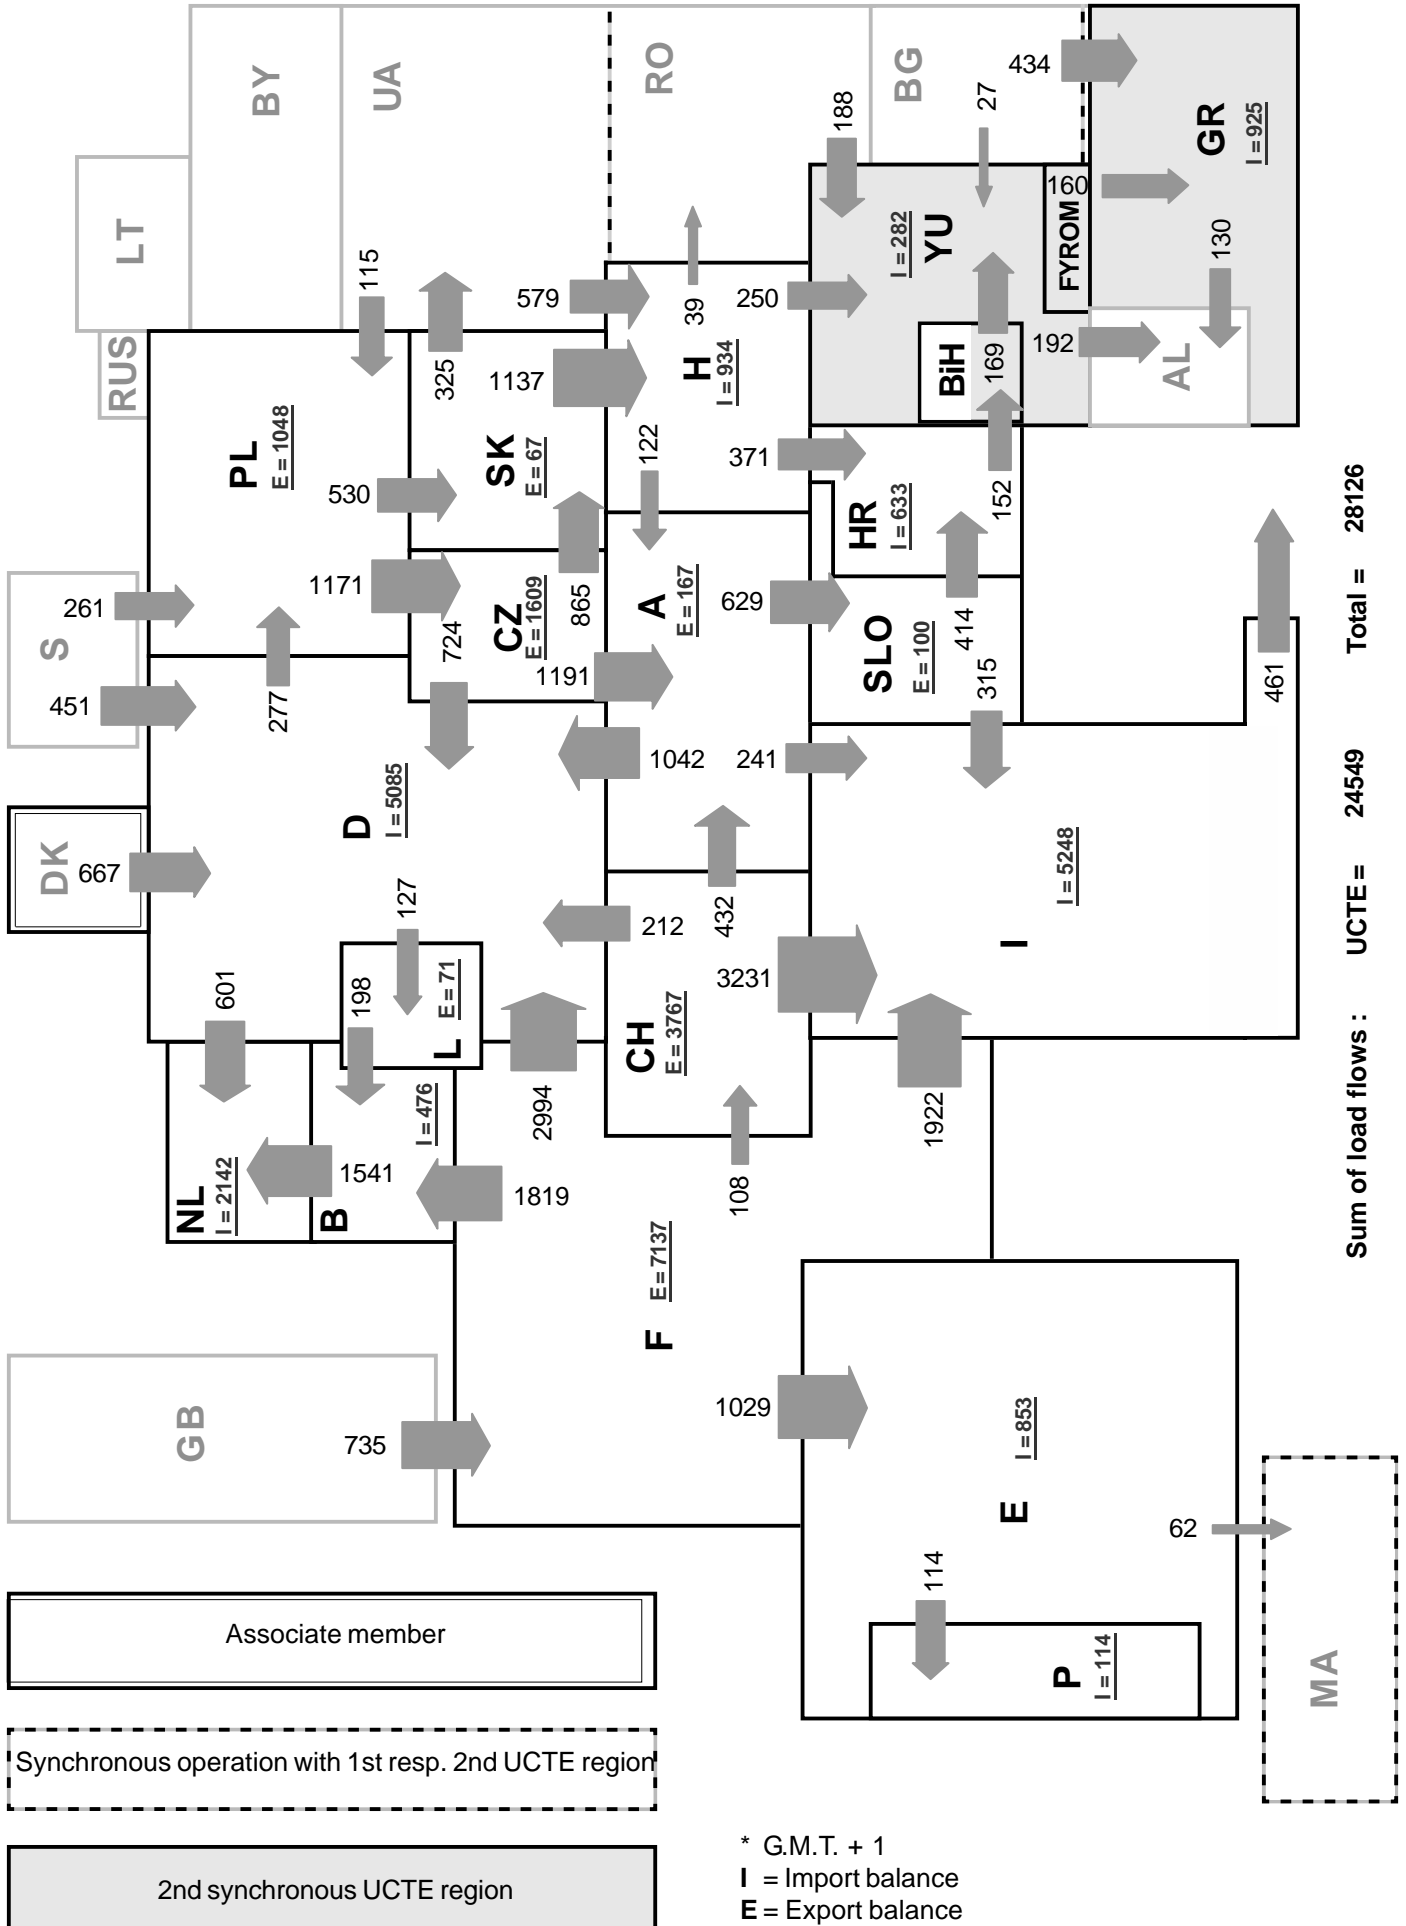 BY
UA
RO
BG
434
GR
I = 925
LT
188
27
160
FYROM
130
RUS
115
325
579
39
250
I = 282
YU
192
AL
PL
E = 1048
1137
H
I = 934
BiH
169
SK
E = 67
122
371
530
HR
I = 633
152
S
261
451
277
1171
724
CZ
E = 1609
865
1191
A
E = 167
629
SLO
E = 100
414
315
461
DK
667
D
I = 5085
1042
241
127
212
432
I = 5248
I
601
198
L
E = 71
CH
E = 3767
3231
NL
I = 2142
1541
B
I = 476
1819
2994
108
1922
GB
735
F
E = 7137
1029
I = 853
E
62
114
P
I = 114
MA
Sum of load flows : UCTE = 24549 Total = 28126
Associate member
Synchronous operation with 1st resp. 2nd UCTE region
2nd synchronous UCTE region
* G.M.T. + 1
I = Import balance
E = Export balance